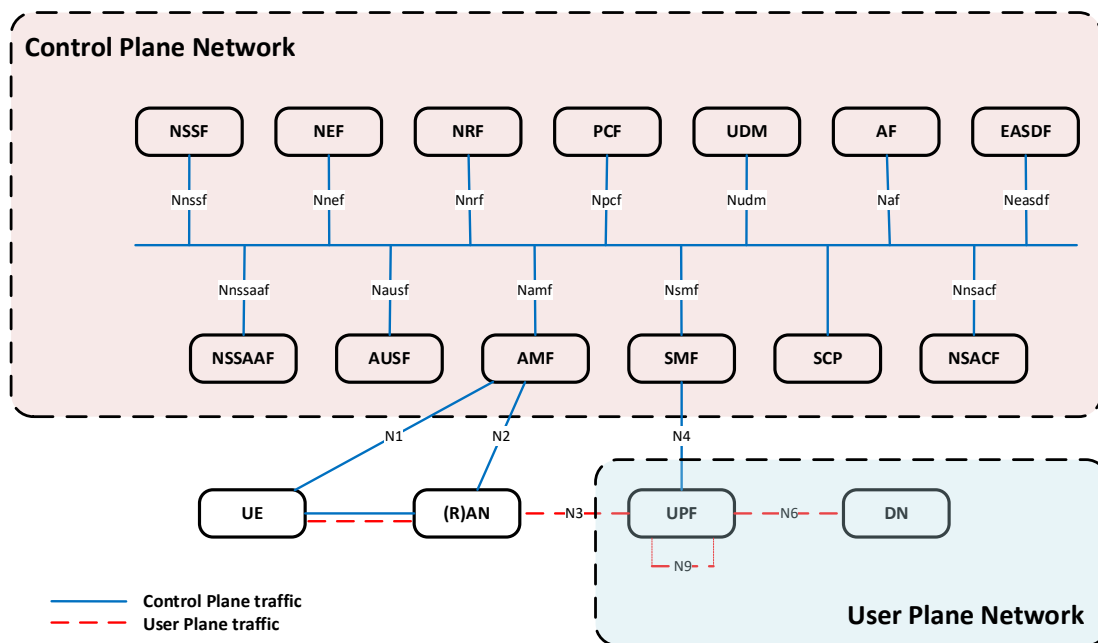 Control Plane Network
NSSF NEF NRF PCF UDM AF EASDF
Nnssf Nnef Nnrf Npcf Nudm Naf Neasdf
Nnssaaf Nausf Namf Nsmf Nnsacf
NSSAAF AUSF AMF SMF SCP NSACF
N1 N2 N4
UE (R)AN N3 UPF N6 DN
N9
Control Plane traffic
User Plane traffic
User Plane Network